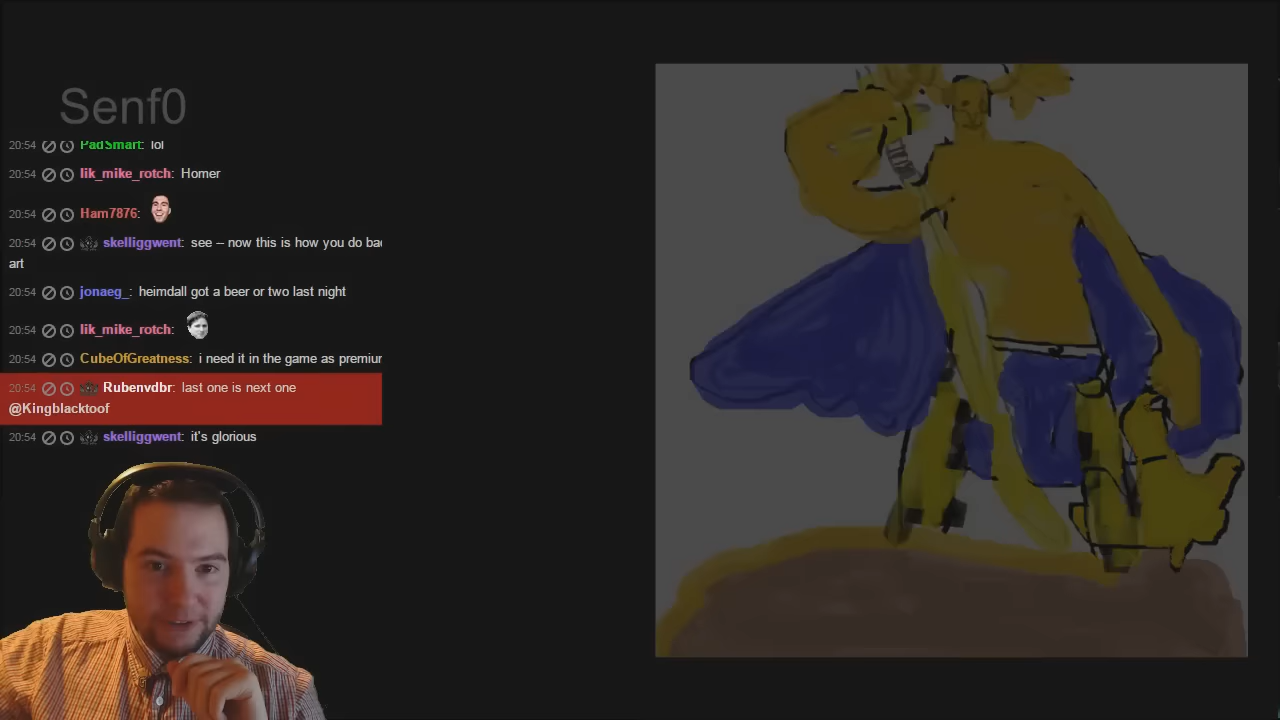 Senf0
20:54 PadSmart: lol
20:54 lik_mike_rotch: Homer
20:54 Ham7876:
20:54 skelliggwent: see – now this is how you do bad
art
20:54 jonaeg_: heimdall got a beer or two last night
20:54 lik_mike_rotch:
20:54 CubeOfGreatness: i need it in the game as premium
20:54 Rubenvdbr: last one is next one
@Kingblacktoof
20:54 skelliggwent: it's glorious